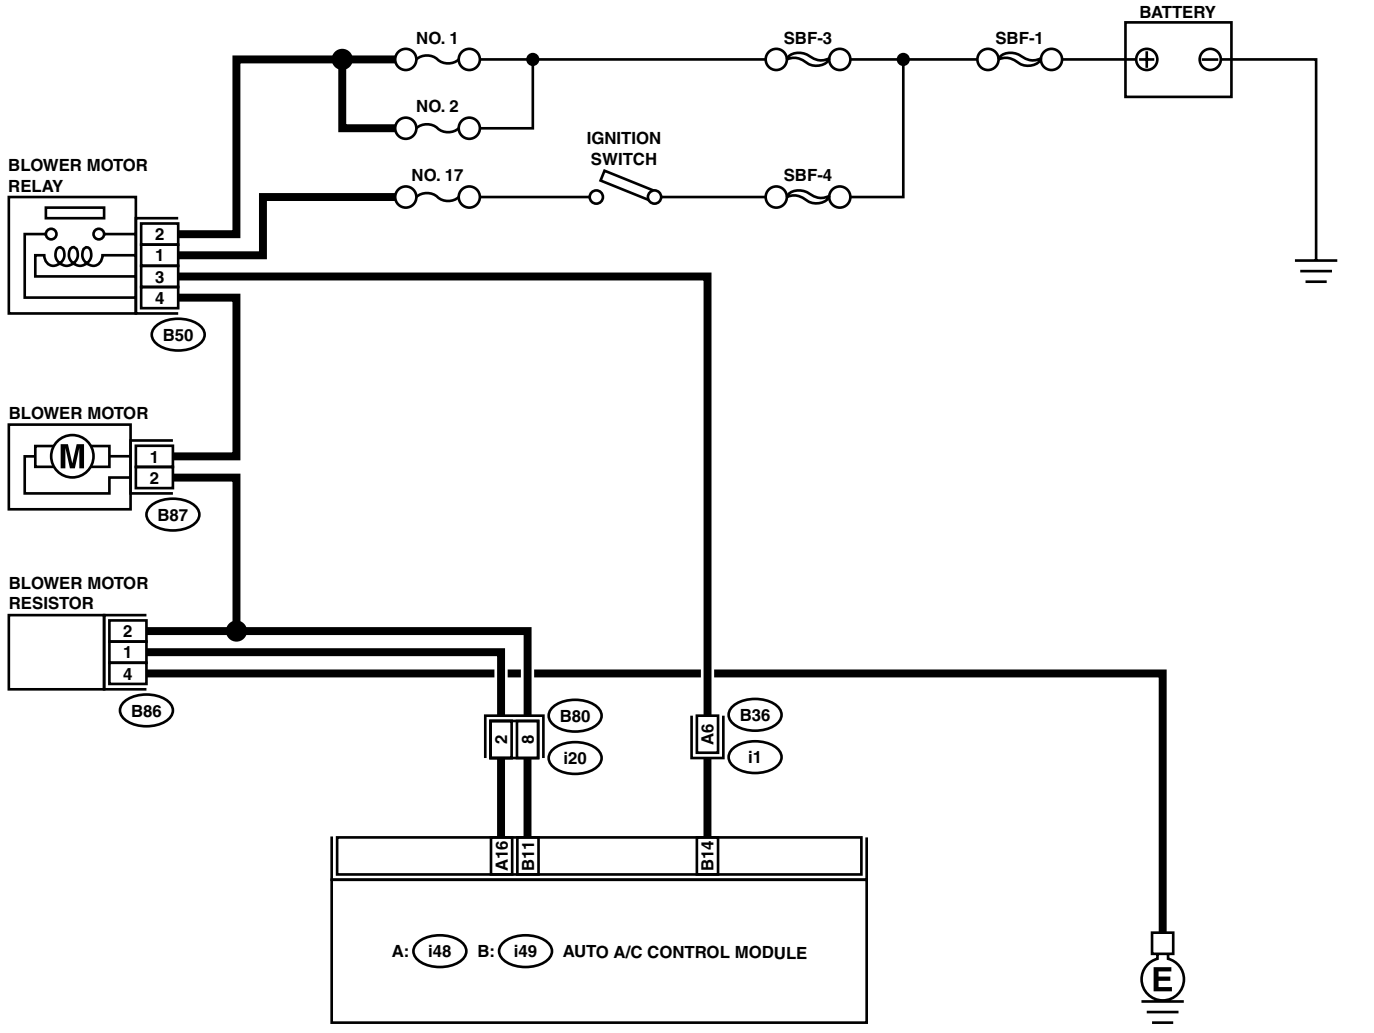 BATTERY
NO. 1
SBF-3
SBF-1
NO. 2
IGNITION
SWITCH
BLOWER MOTOR
RELAY
NO. 17
SBF-4
2
1
3
4
B50
BLOWER MOTOR
M
1
2
B87
BLOWER MOTOR
RESISTOR
2
1
4
B86
2
8
B80
i20
A6
B36
i1
A16
B11
B14
A: i48 B: i49 AUTO A/C CONTROL MODULE
E